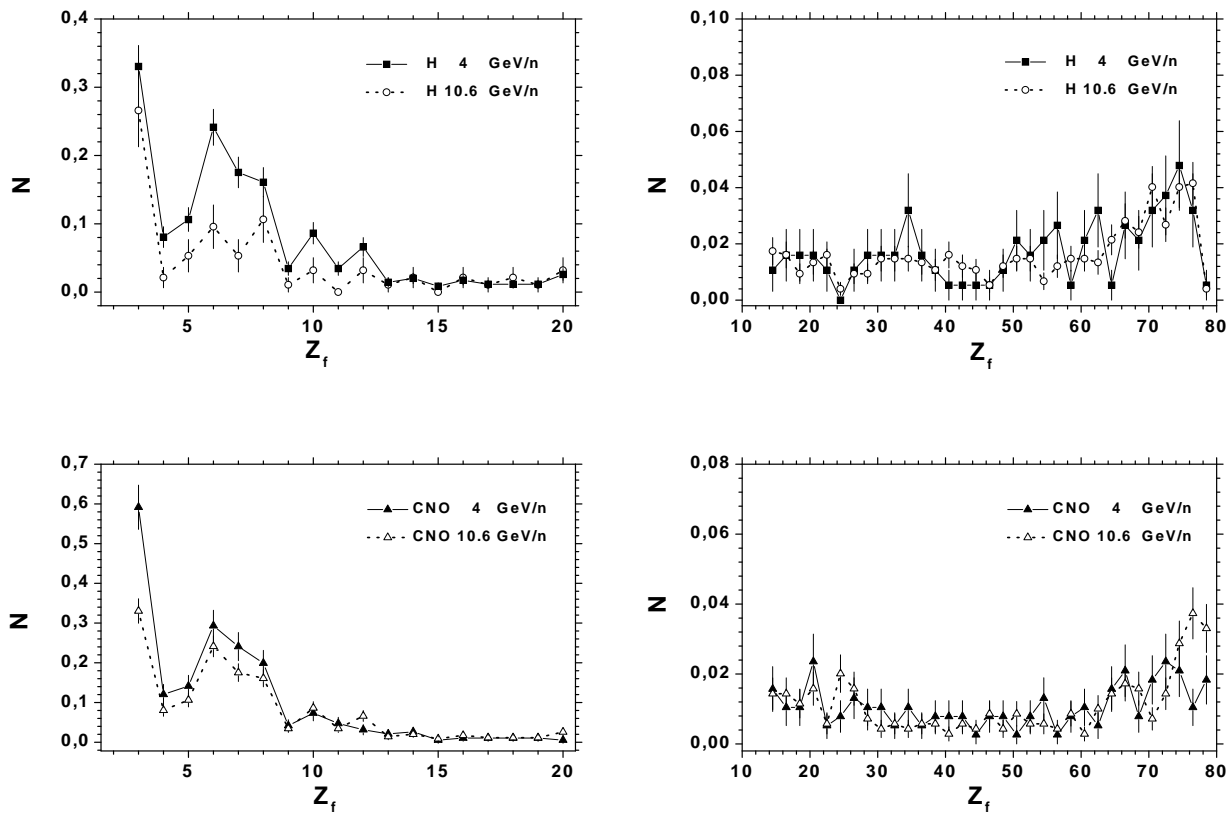 0,4
0,3
0,2
0,1
0,0
N
H 4 GeV/n
H 10.6 GeV/n
5 10 15 20
Z f
0,10
0,08
0,06
0,04
0,02
0,00
N
H 4 GeV/n
H 10.6 GeV/n
10 20 30 40 50 60 70 80
Z f
0,7
0,6
0,5
0,4
0,3
0,2
0,1
0,0
N
CNO 4 GeV/n
CNO 10.6 GeV/n
5 10 15 20
Z f
0,08
0,06
0,04
0,02
0,00
N
CNO 4 GeV/n
CNO 10.6 GeV/n
10 20 30 40 50 60 70 80
Z f